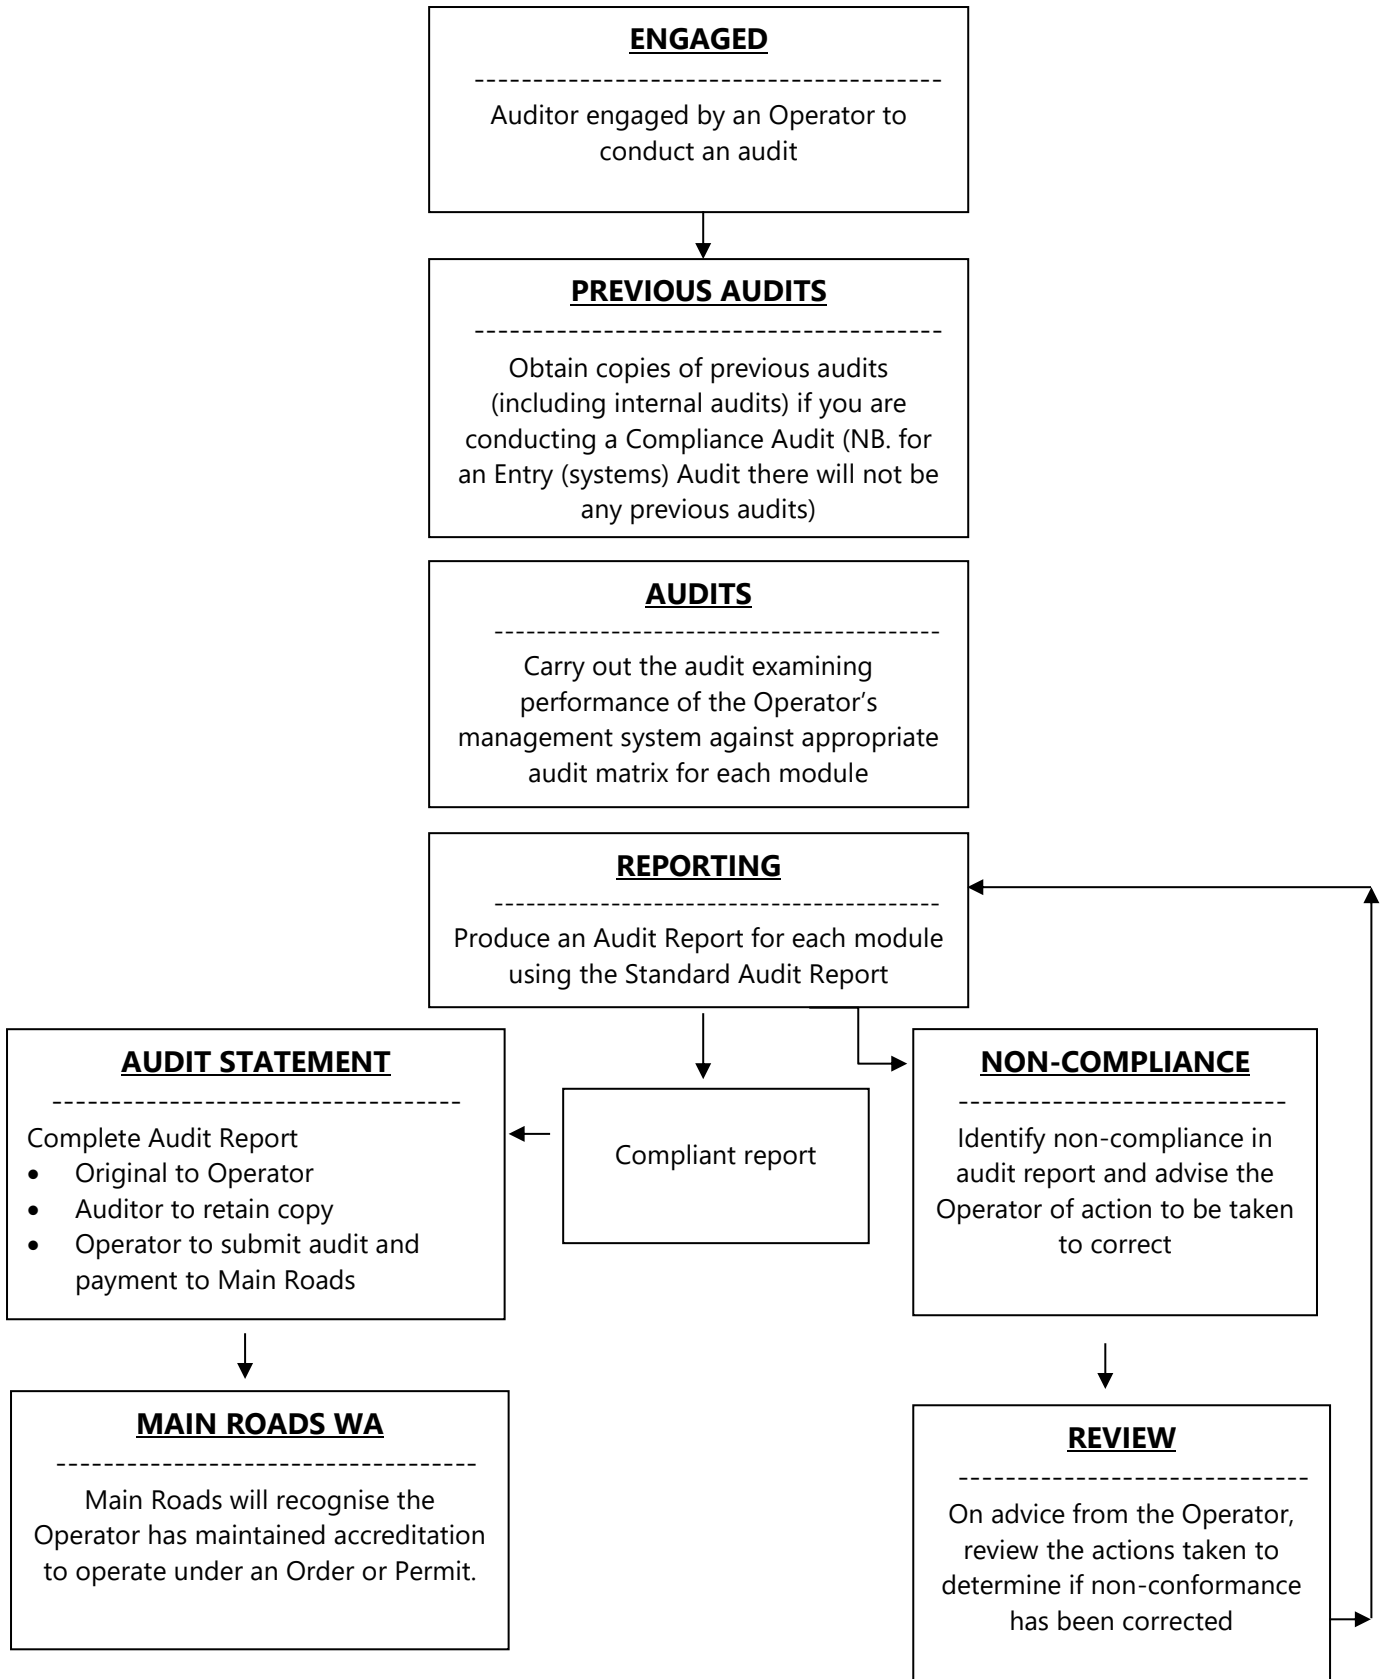 ENGAGED
Auditor engaged by an Operator to
conduct an audit
PREVIOUS AUDITS
Obtain copies of previous audits
(including internal audits) if you are
conducting a Compliance Audit (NB. for
an Entry (systems) Audit there will not be
any previous audits)
AUDITS
Carry out the audit examining
performance of the Operator’s
management system against appropriate
audit matrix for each module
REPORTING
Produce an Audit Report for each module
using the Standard Audit Report
AUDIT STATEMENT
Complete Audit Report
• Original to Operator
• Auditor to retain copy
• Operator to submit audit and
payment to Main Roads
Compliant report
NON-COMPLIANCE
Identify non-compliance in
audit report and advise the
Operator of action to be taken
to correct
MAIN ROADS WA
Main Roads will recognise the
Operator has maintained accreditation
to operate under an Order or Permit.
REVIEW
On advice from the Operator,
review the actions taken to
determine if non-conformance
has been corrected